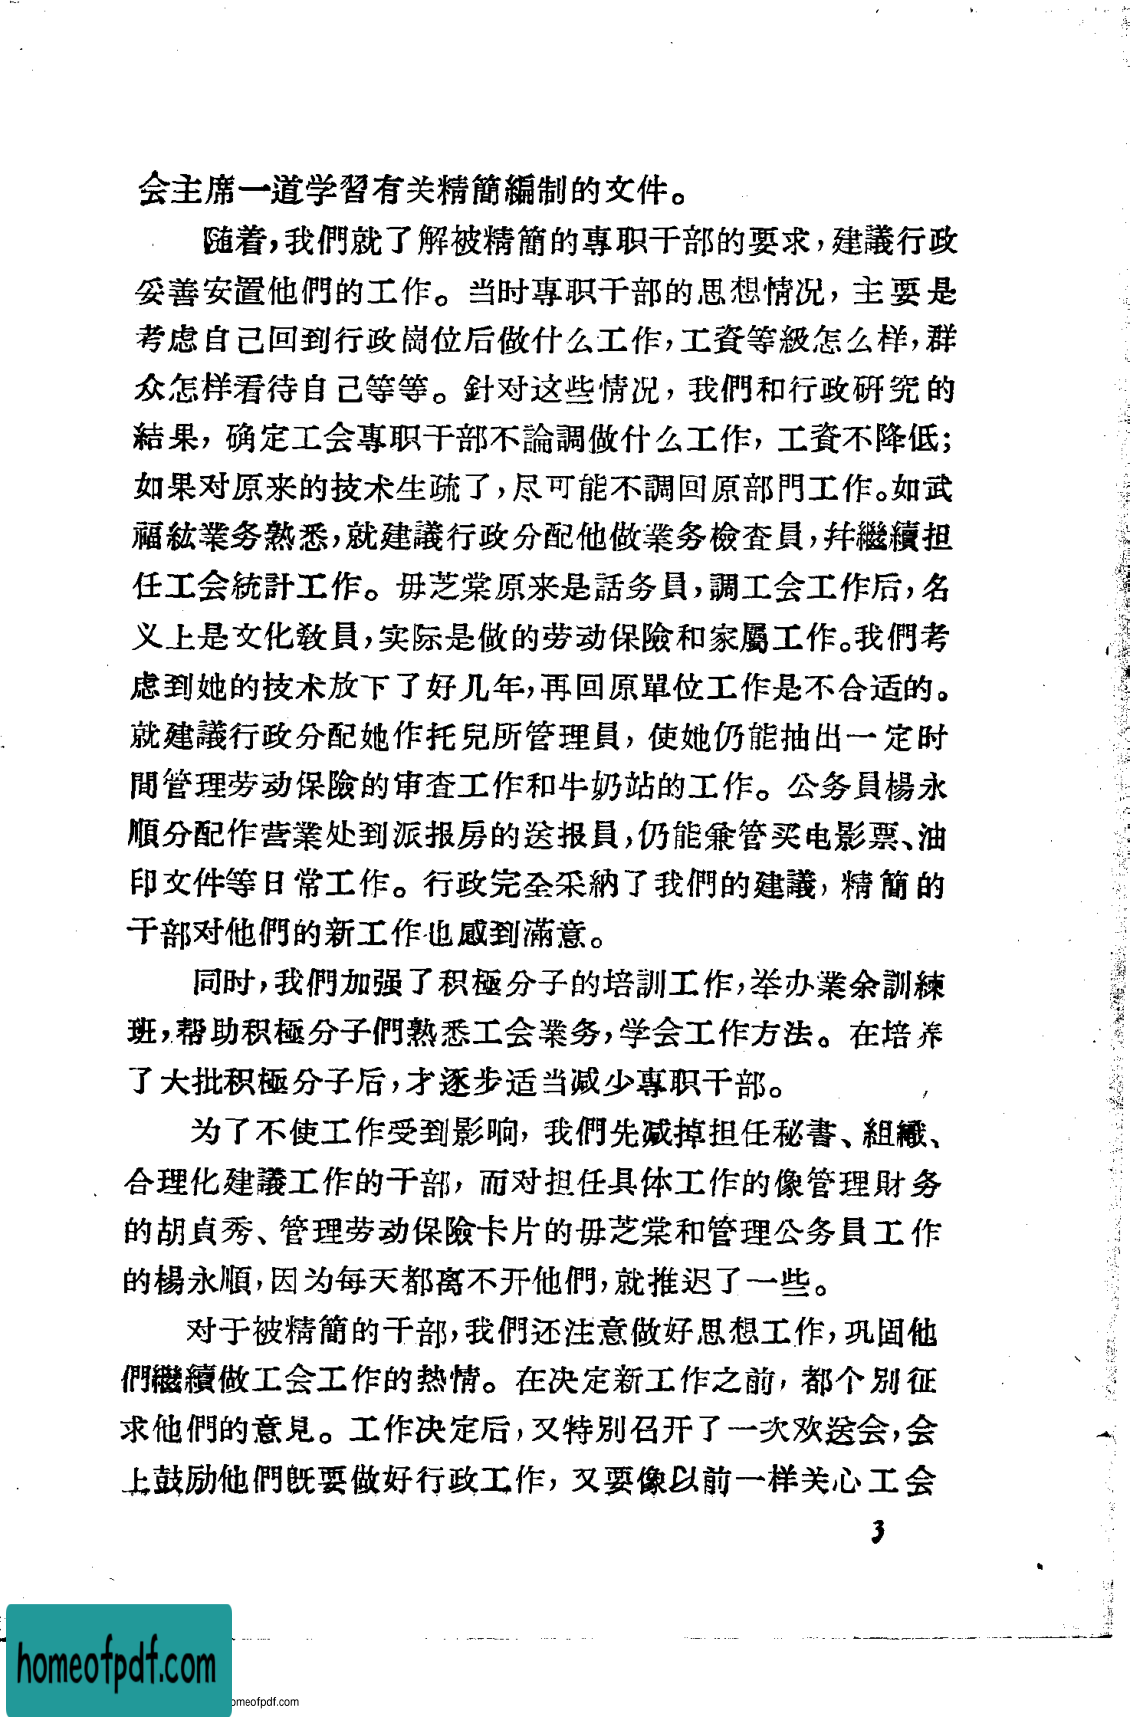 会主席一道学習有关精簡編制的文件。
随着,我們就了解被精簡的專职干部的要求,建議行政
妥善安置他們的工作。当时專职干部的思想情况,主要是
考虑自己回到行政崗位后做什么工作,工資等級怎么样,群
众怎样看待自己等等。針对这些情况,我們和行政研究的
結果,确定工会專职干部不論調做什么工作,工資不降低;
如果对原来的技术生疏了,尽可能不調回原部門工作。如武
福紘業务熟悉,就建議行政分配他做業务檢査員,幷繼續担
任工会統計工作。毋芝棠原来是話务員,調工会工作后,名
义上是文化敎員,实际是做的劳动保險和家屬工作。我們考
虑到她的技术放下了好几年,再回原單位工作是不合适的。
就建議行政分配她作托兒所管理員,使她仍能抽出一定时
間管理劳动保險的审査工作和牛奶站的工作。公务員楊永
順分配作营業处到派报房的送报員,仍能兼管买电影票、油
印文件等日常工作。行政完全采納了我們的建議,精簡的
干部对他們的新工作也感到滿意。
同时,我們加强了积極分子的培訓工作,举办業余訓練
班,帮助积極分子們熟悉工会業务,学会工作方法。在培养
了大批积極分子后,才逐步适当减少專职干部。
为了不使工作受到影响,我們先减掉担任秘書、組織、
合理化建議工作的干部,而对担任具体工作的像管理財务
的胡貞秀、管理劳动保險卡片的毋芝棠和管理公务員工作
的楊永順,因为每天都离不开他們,就推迟了一些。
对于被精簡的干部,我們还注意做好思想工作,巩固他
們繼續做工会工作的热情。在决定新工作之前,都个别征
求他們的意見。工作决定后,又特别召开了一次欢送会,会
上鼓励他們旣要做好行政工作,又要像以前一样关心工会
3
homeofpdf.com
omeofpdf.com